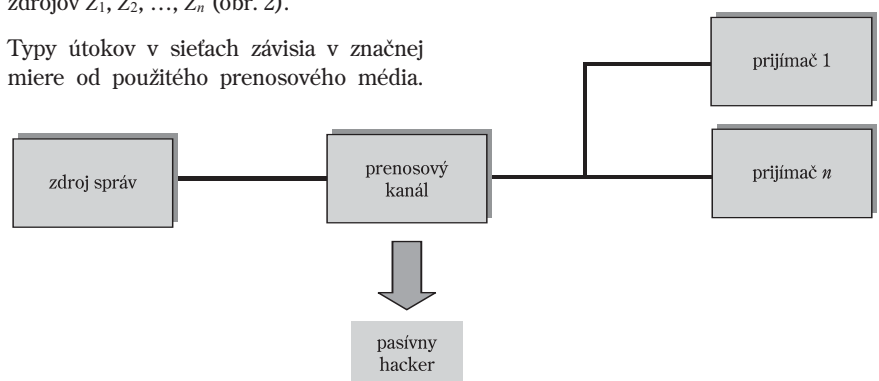 zdrojov Z1, Z2, …, Zn (obr. 2).
Typy útokov v sieťach závisia v značnej
miere od použitého prenosového média.
prijímač 1
zdroj správ
prenosový
kanál
prijímač n
pasívny
hacker